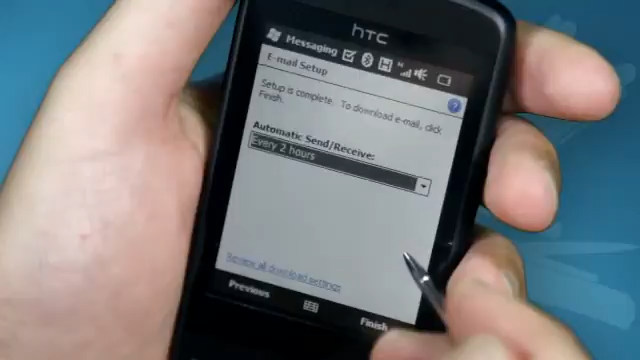 hTC
Messaging
E-mail Setup
Setup is complete. To download e-mail, click
Finish.
Automatic Send/Receive:
Every 2 hours
Review all download settings
Previous
Finish